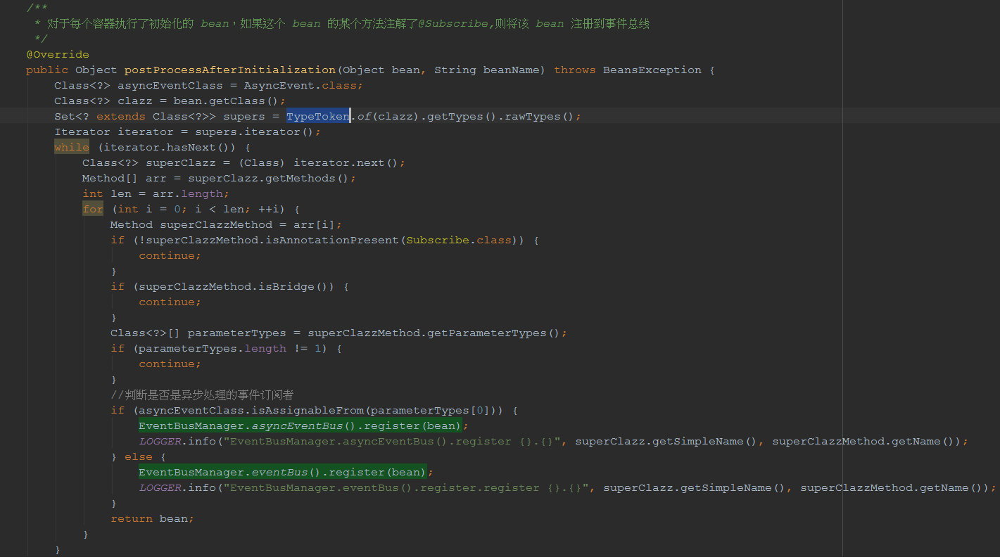 /**
 * 对于每个容器执行了初始化的 bean，如果这个 bean 的某个方法注解了@Subscribe,则将该 bean 注册到事件总线
 */
@Override
public Object postProcessAfterInitialization(Object bean, String beanName) throws BeansException {
    Class<?> asyncEventClass = AsyncEvent.class;
    Class<?> clazz = bean.getClass();
    Set<? extends Class<?>> supers = TypeToken.of(clazz).getTypes().rawTypes();
    Iterator iterator = supers.iterator();
    while (iterator.hasNext()) {
        Class<?> superClazz = (Class) iterator.next();
        Method[] arr = superClazz.getMethods();
        int len = arr.length;
        for (int i = 0; i < len; ++i) {
            Method superClazzMethod = arr[i];
            if (!superClazzMethod.isAnnotationPresent(Subscribe.class)) {
                continue;
            }
            if (superClazzMethod.isBridge()) {
                continue;
            }
            Class<?>[] parameterTypes = superClazzMethod.getParameterTypes();
            if (parameterTypes.length != 1) {
                continue;
            }
            //判断是否是异步处理的事件订阅者
            if (asyncEventClass.isAssignableFrom(parameterTypes[0])) {
                EventBusManager.asyncEventBus().register(bean);
                LOGGER.info("EventBusManager.asyncEventBus().register {}.{}", superClazz.getSimpleName(), superClazzMethod.getName());
            } else {
                EventBusManager.eventBus().register(bean);
                LOGGER.info("EventBusManager.eventBus().register.register {}.{}", superClazz.getSimpleName(), superClazzMethod.getName());
            }
            return bean;
        }
    }